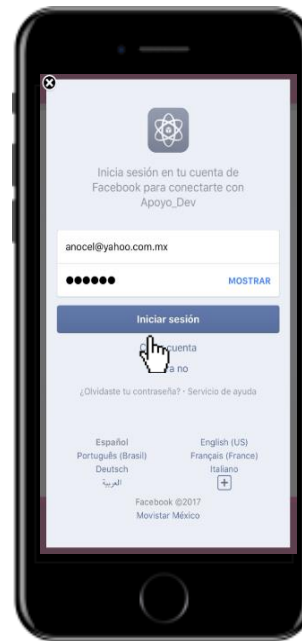 Inicia sesión en tu cuenta de
Facebook para conectarte con
Apoyo_Dev
anocel@yahoo.com.mx
●●●●●● MOSTRAR
Iniciar sesión
cuenta
a no
¿Olvidaste tu contraseña? · Servicio de ayuda
Español English (US)
Português (Brasil) Français (France)
Deutsch Italiano
العربية
Facebook ©2017
Movistar México